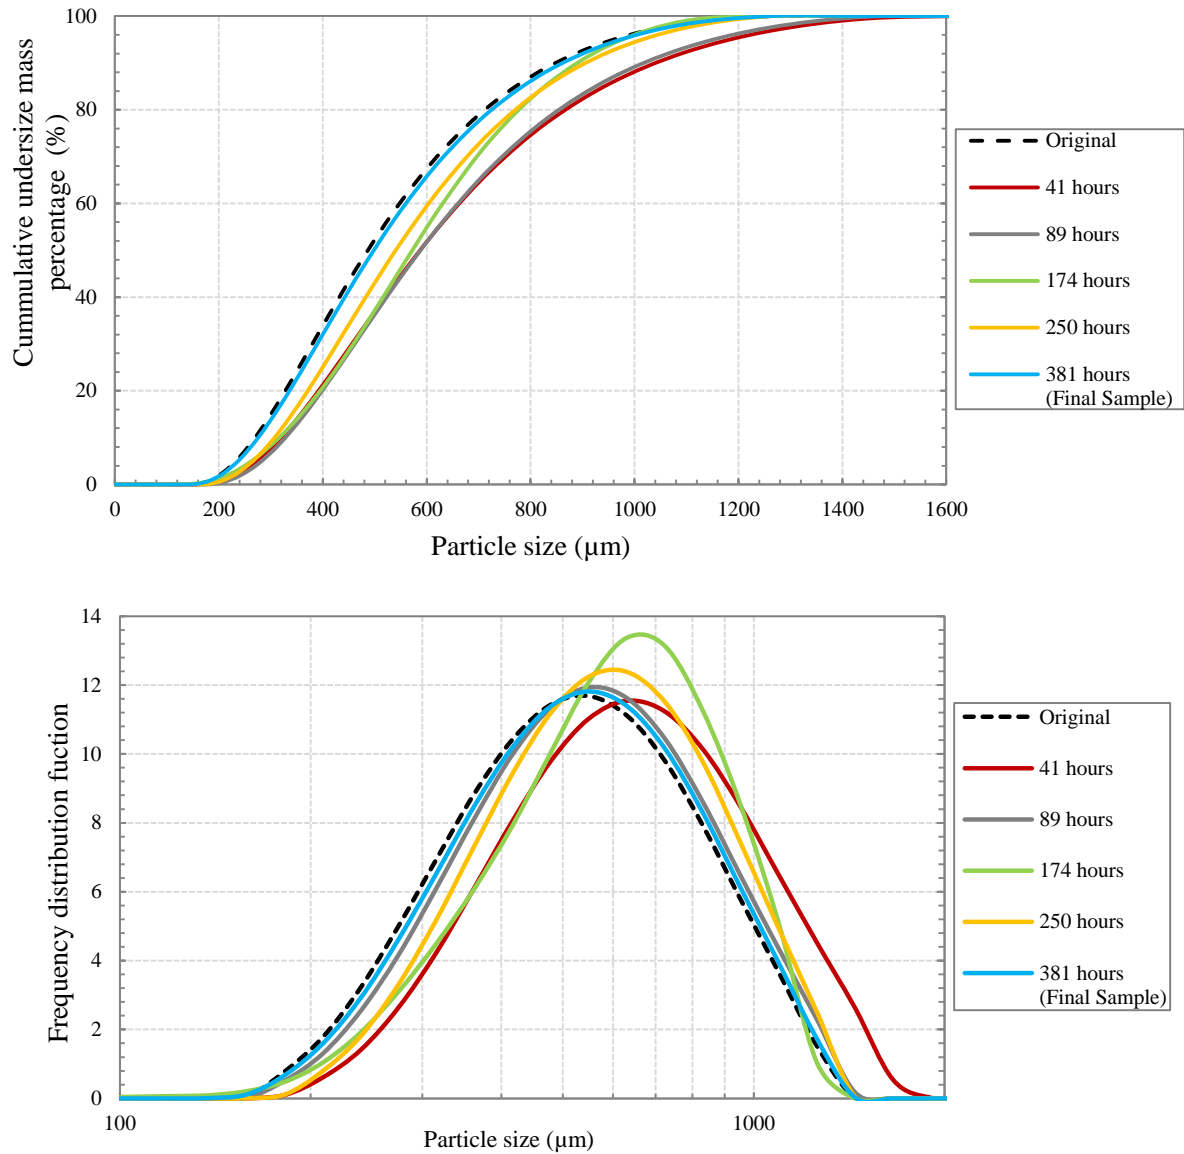 Cummulative undersize mass
percentage (%)
100
80
60
40
20
0
0 200 400 600 800 1000 1200 1400 1600
Particle size (µm)
Original
41 hours
89 hours
174 hours
250 hours
381 hours
(Final Sample)
Frequency distribution fuction
14
12
10
8
6
4
2
0
100 1000
Particle size (µm)
Original
41 hours
89 hours
174 hours
250 hours
381 hours
(Final Sample)